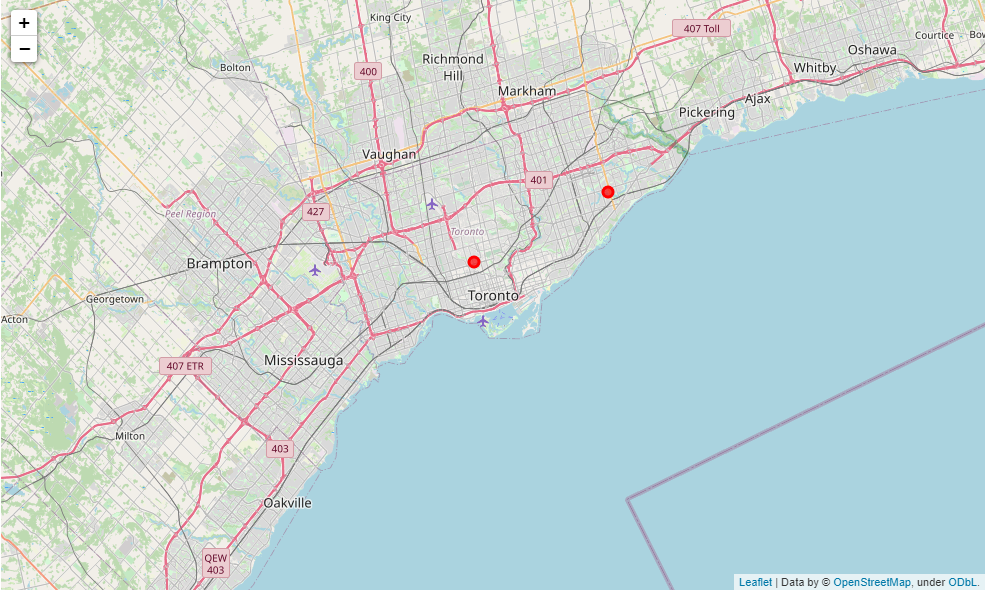 +
King City
407 Toll
Courtice
Bow
Oshawa
−
Richmond
Hill
Bolton
400
Whitby
Markham
Ajax
Pickering
Vaughan
401
Peel Region
427
Toronto
Brampton
Georgetown
Toronto
Acton
Mississauga
407 ETR
Milton
403
Oakville
QEW
403
Leaflet | Data by © OpenStreetMap, under ODbL.